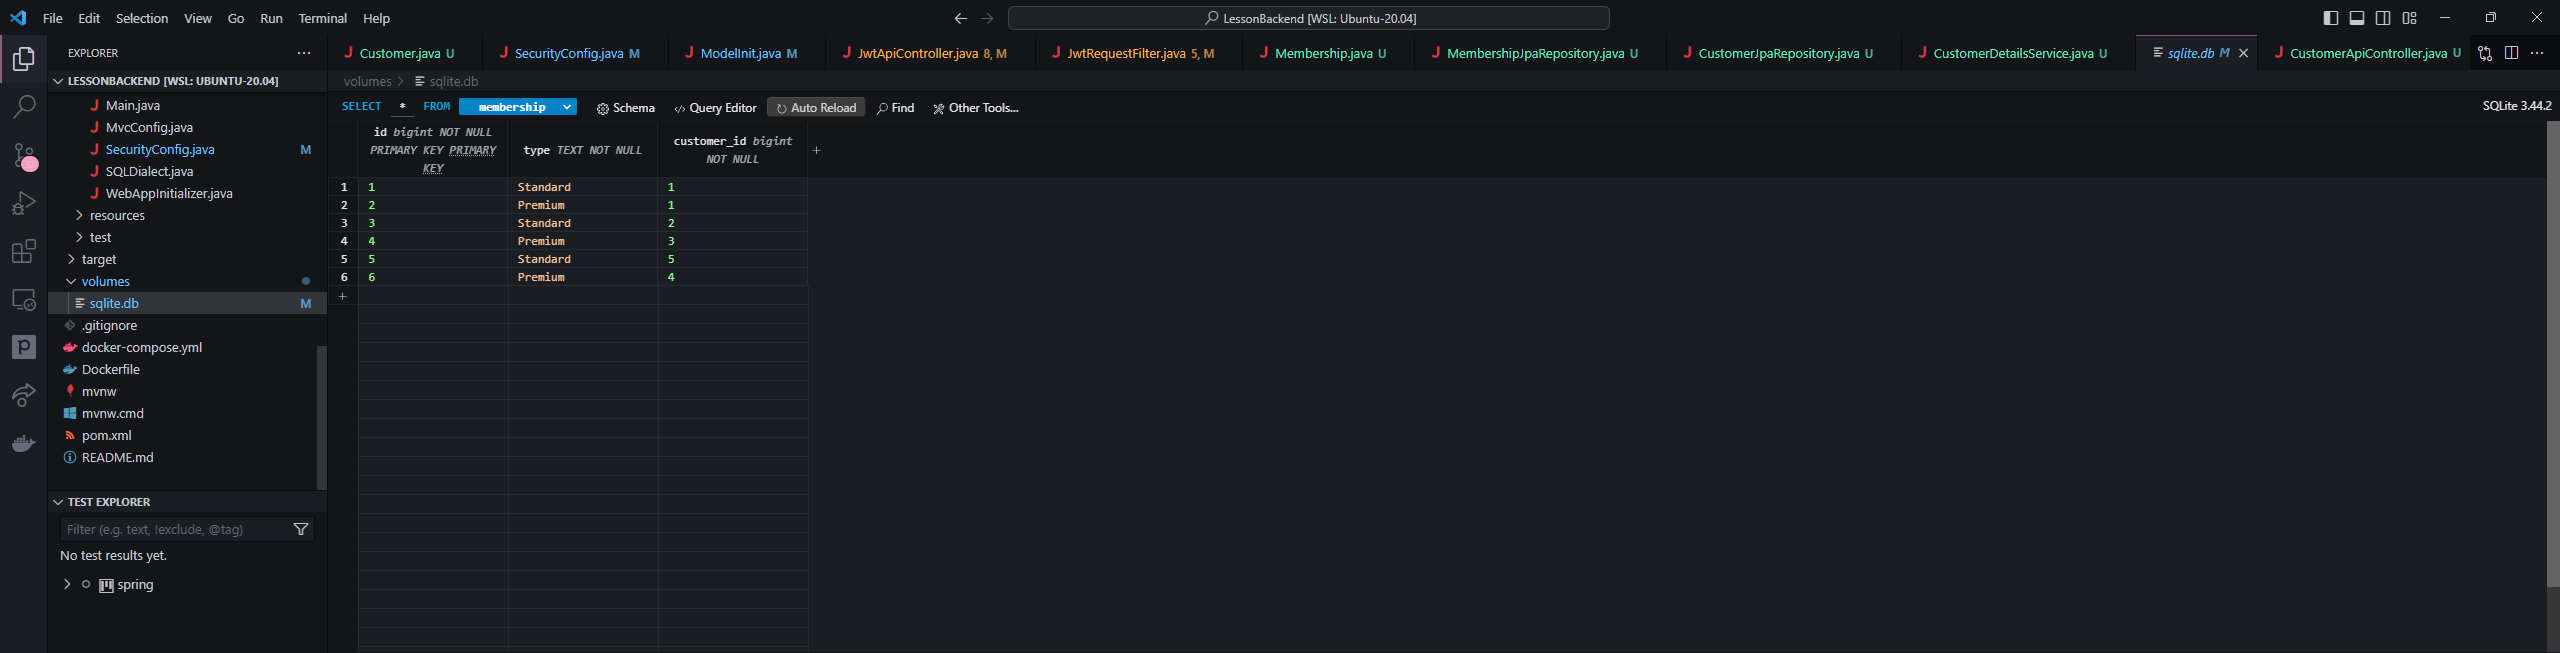 File Edit Selection View Go Run Terminal Help
LessonBackend [WSL: Ubuntu-20.04]
EXPLORER
LESSONBACKEND [WSL: UBUNTU-20.04]
Main.java
MvcConfig.java
SecurityConfig.java M
SQLDialect.java
WebAppInitializer.java
resources
test
target
volumes
sqlite.db M
.gitignore
docker-compose.yml
Dockerfile
mvnw
mvnw.cmd
pom.xml
README.md
TEST EXPLORER
Filter (e.g. text, !exclude, @tag)
No test results yet.
spring
Customer.java U
SecurityConfig.java M
ModelInit.java M
JwtApiController.java 8, M
JwtRequestFilter.java 5, M
Membership.java U
MembershipJpaRepository.java U
CustomerJpaRepository.java U
CustomerDetailsService.java U
sqlite.db M
CustomerApiController.java U
volumes > sqlite.db
SELECT * FROM membership Schema Query Editor Auto Reload Find Other Tools... SQLite 3.44.2
id bigint NOT NULL
PRIMARY KEY PRIMARY
KEY
type TEXT NOT NULL
customer_id bigint
NOT NULL
+
1 1 Standard 1
2 2 Premium 1
3 3 Standard 2
4 4 Premium 3
5 5 Standard 5
6 6 Premium 4
+